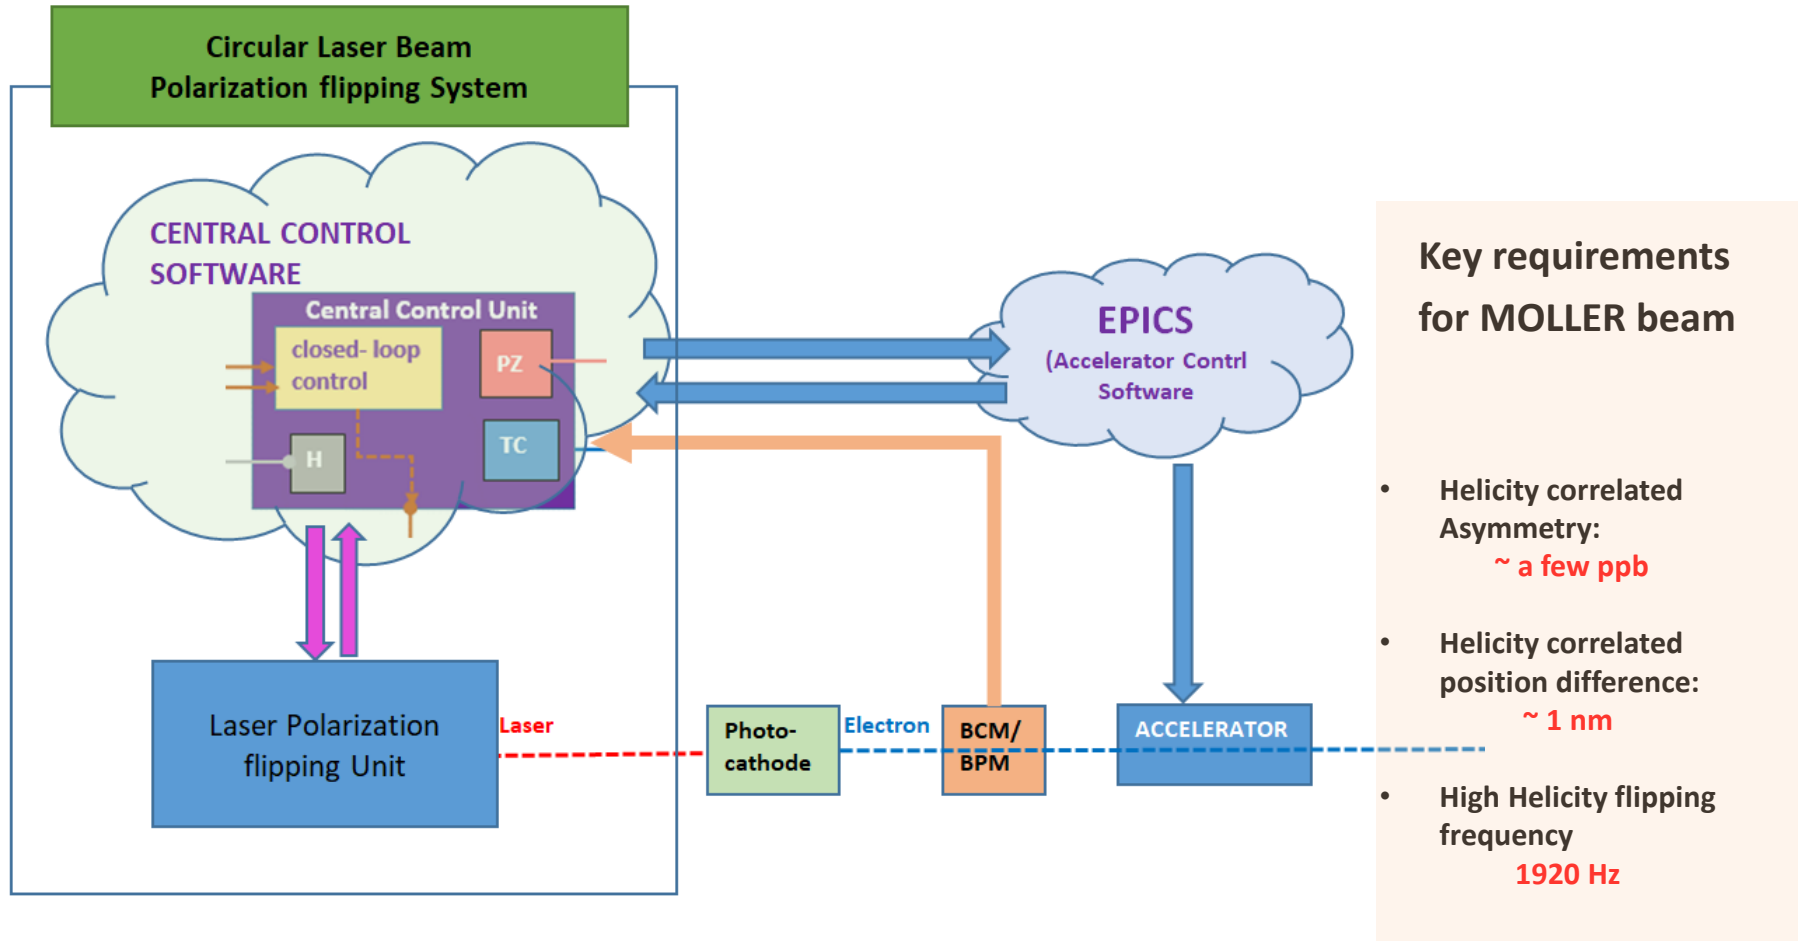 Circular Laser Beam
Polarization flipping System
CENTRAL CONTROL
SOFTWARE
Central Control Unit
closed- loop
control
PZ
H
TC
EPICS
(Accelerator Contrl
Software
Laser Polarization
flipping Unit
Laser
Photo-
cathode
Electron
BCM/
BPM
ACCELERATOR
Key requirements
for MOLLER beam
• Helicity correlated
Asymmetry:
~ a few ppb
• Helicity correlated
position difference:
~ 1 nm
• High Helicity flipping
frequency
1920 Hz